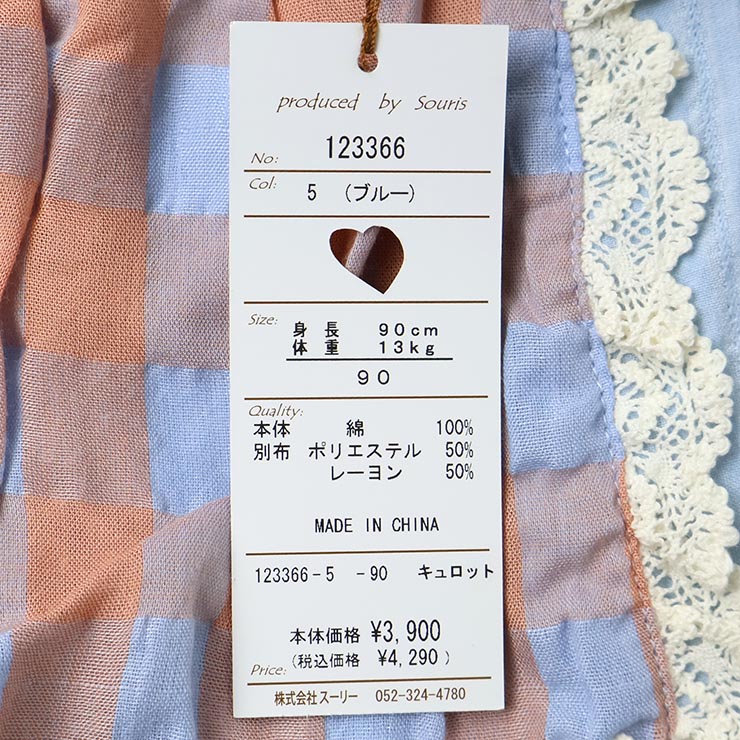 produced by Souris
No: 123366
Col: 5 (ブルー)
Size: 身 長 90cm
体 重 13kg
90
Quality:
本体 綿 100%
別布 ポリエステル 50%
レーヨン 50%
MADE IN CHINA
123366-5 -90 キュロット
本体価格 ¥3,900
(税込価格 ¥4,290)
Price:
株式会社スーリー 052-324-4780